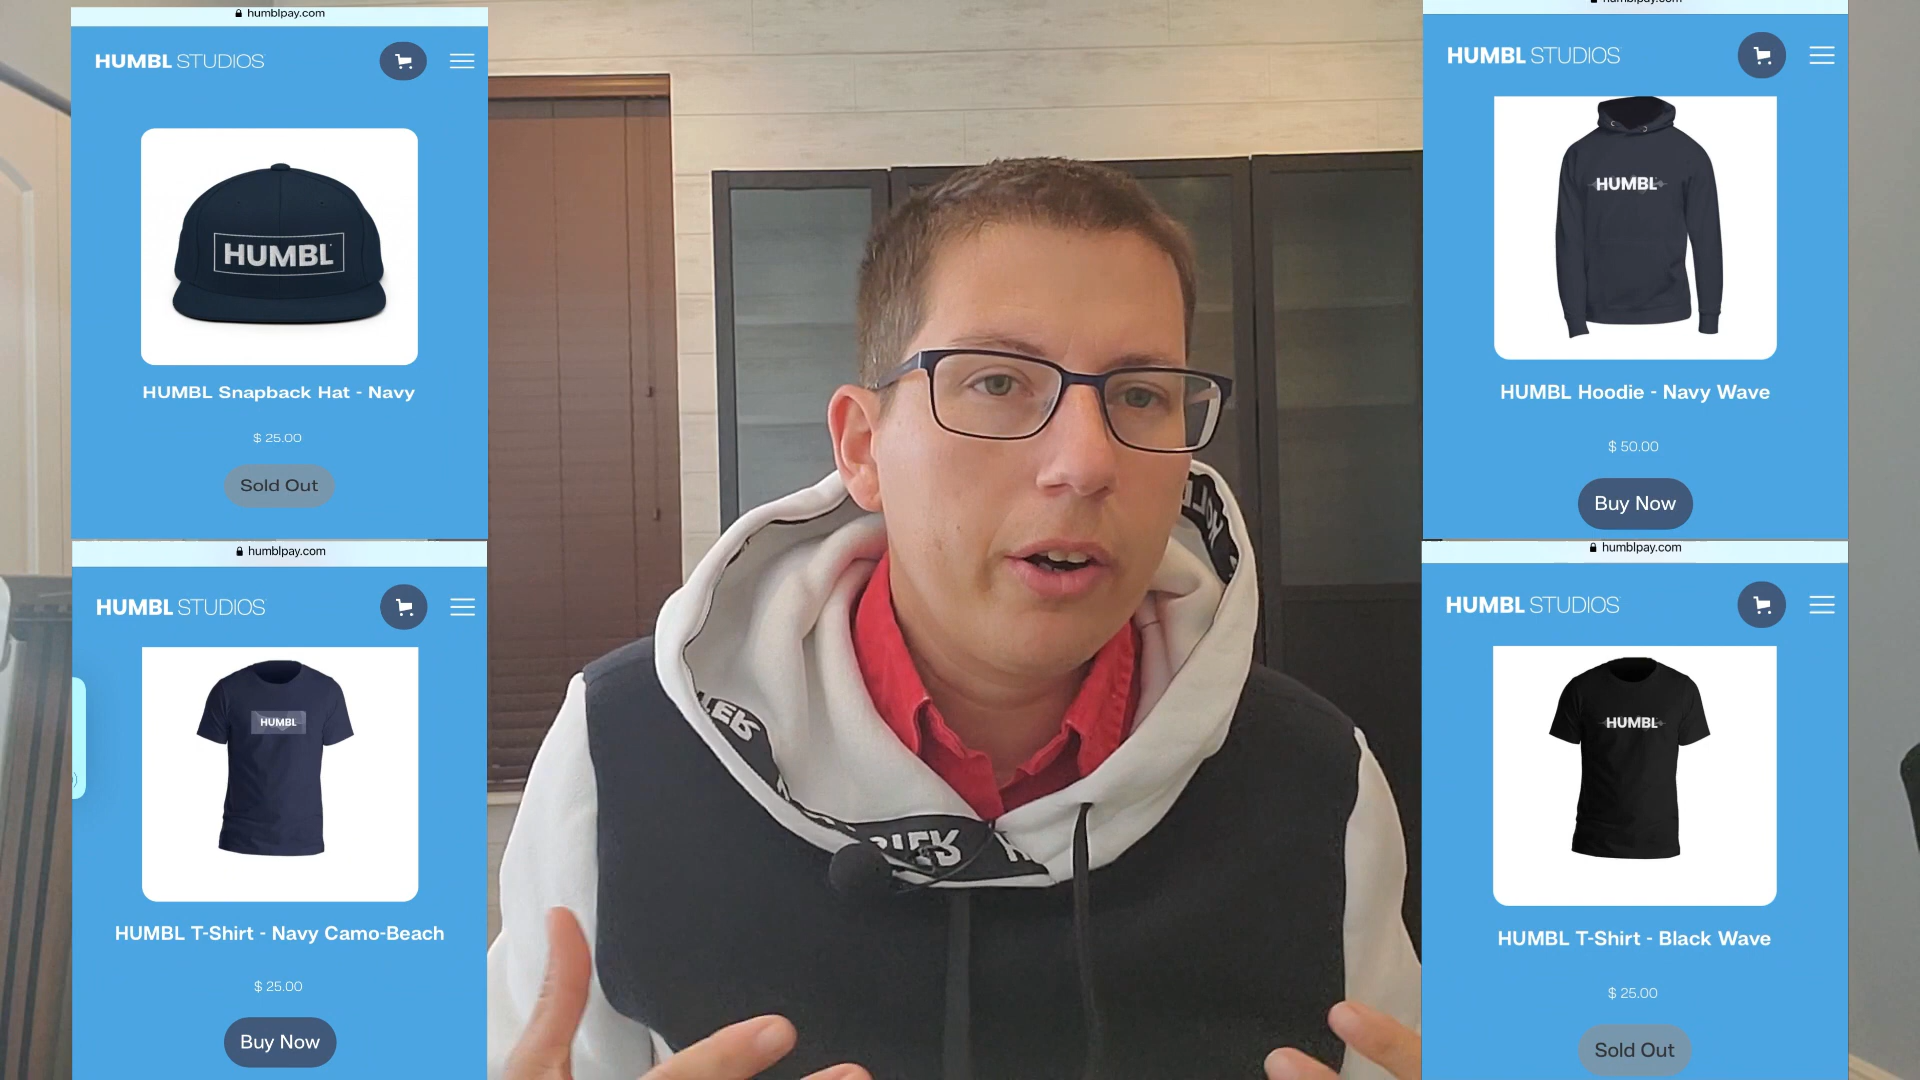 humblpay.com
HUMBL STUDIOS
HUMBL
HUMBL Snapback Hat - Navy
$ 25.00
Sold Out
humblpay.com
HUMBL STUDIOS
HUMBL
HUMBL T-Shirt - Navy Camo-Beach
$ 25.00
Buy Now
humblpay.com
HUMBL STUDIOS
HUMBL
HUMBL Hoodie - Navy Wave
$ 50.00
Buy Now
humblpay.com
HUMBL STUDIOS
HUMBL
HUMBL T-Shirt - Black Wave
$ 25.00
Sold Out